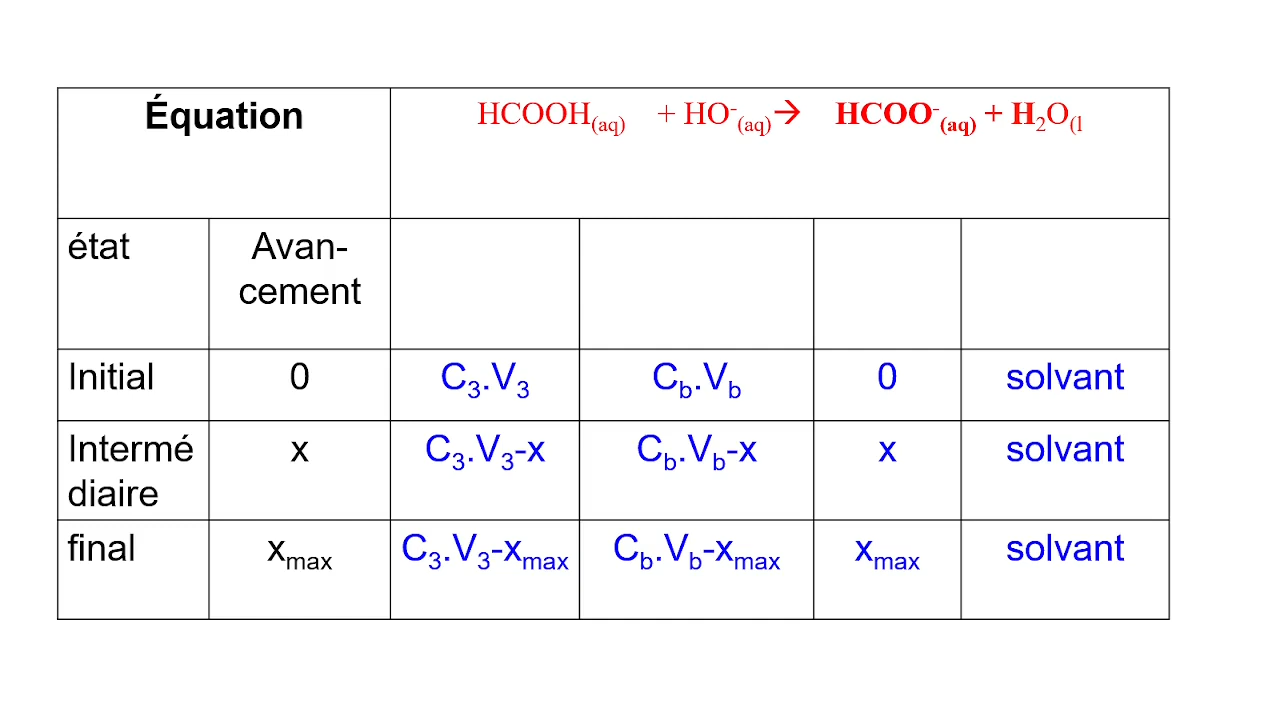 Équation HCOOH(aq) + HO-(aq)→ HCOO-(aq) + H2O(l
état Avan-
cement
Initial 0 C3.V3 Cb.Vb 0 solvant
Intermé x C3.V3-x Cb.Vb-x x solvant
diaire
final xmax C3.V3-xmax Cb.Vb-xmax xmax solvant